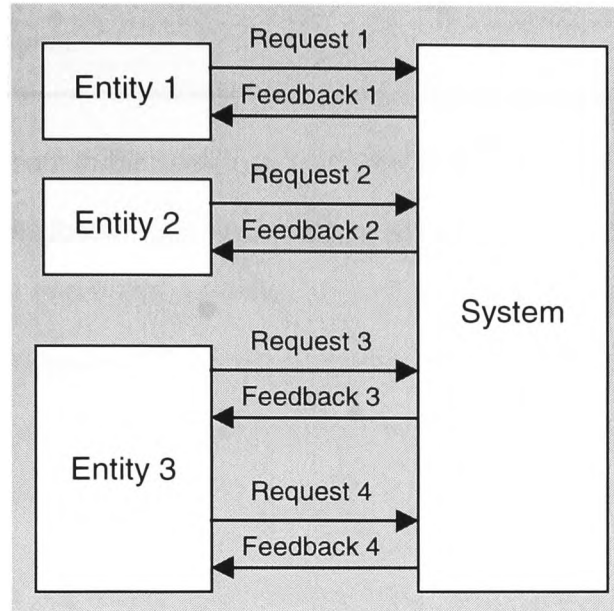 Entity 1
Request 1
Feedback 1
Entity 2
Request 2
Feedback 2
System
Entity 3
Request 3
Feedback 3
Request 4
Feedback 4